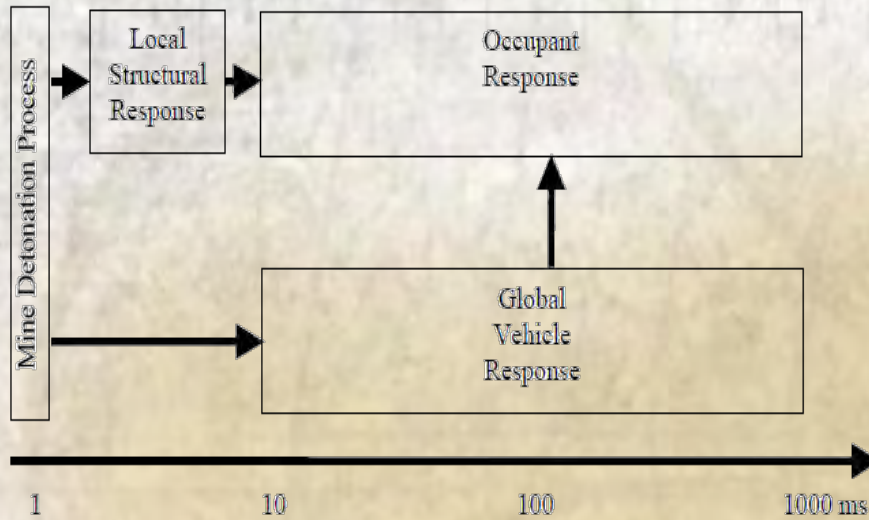 Mine Detonation Process
Local
Structural
Response
Occupant
Response
Global
Vehicle
Response
1 10 100 1000 ms